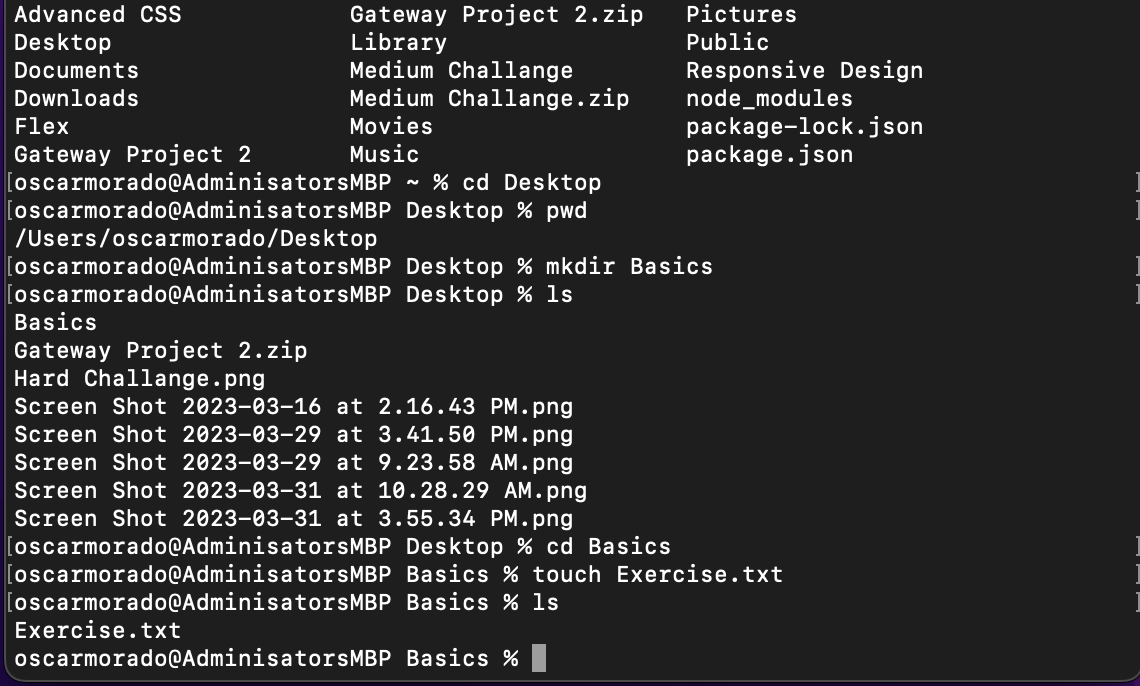 Advanced CSS Gateway Project 2.zip Pictures
Desktop Library Public
Documents Medium Challange Responsive Design
Downloads Medium Challange.zip node_modules
Flex Movies package-lock.json
Gateway Project 2 Music package.json
[oscarmorado@AdminisatorsMBP ~ % cd Desktop ]
[oscarmorado@AdminisatorsMBP Desktop % pwd ]
/Users/oscarmorado/Desktop
[oscarmorado@AdminisatorsMBP Desktop % mkdir Basics ]
[oscarmorado@AdminisatorsMBP Desktop % ls ]
Basics
Gateway Project 2.zip
Hard Challange.png
Screen Shot 2023-03-16 at 2.16.43 PM.png
Screen Shot 2023-03-29 at 3.41.50 PM.png
Screen Shot 2023-03-29 at 9.23.58 AM.png
Screen Shot 2023-03-31 at 10.28.29 AM.png
Screen Shot 2023-03-31 at 3.55.34 PM.png
[oscarmorado@AdminisatorsMBP Desktop % cd Basics ]
[oscarmorado@AdminisatorsMBP Basics % touch Exercise.txt ]
[oscarmorado@AdminisatorsMBP Basics % ls ]
Exercise.txt
oscarmorado@AdminisatorsMBP Basics %